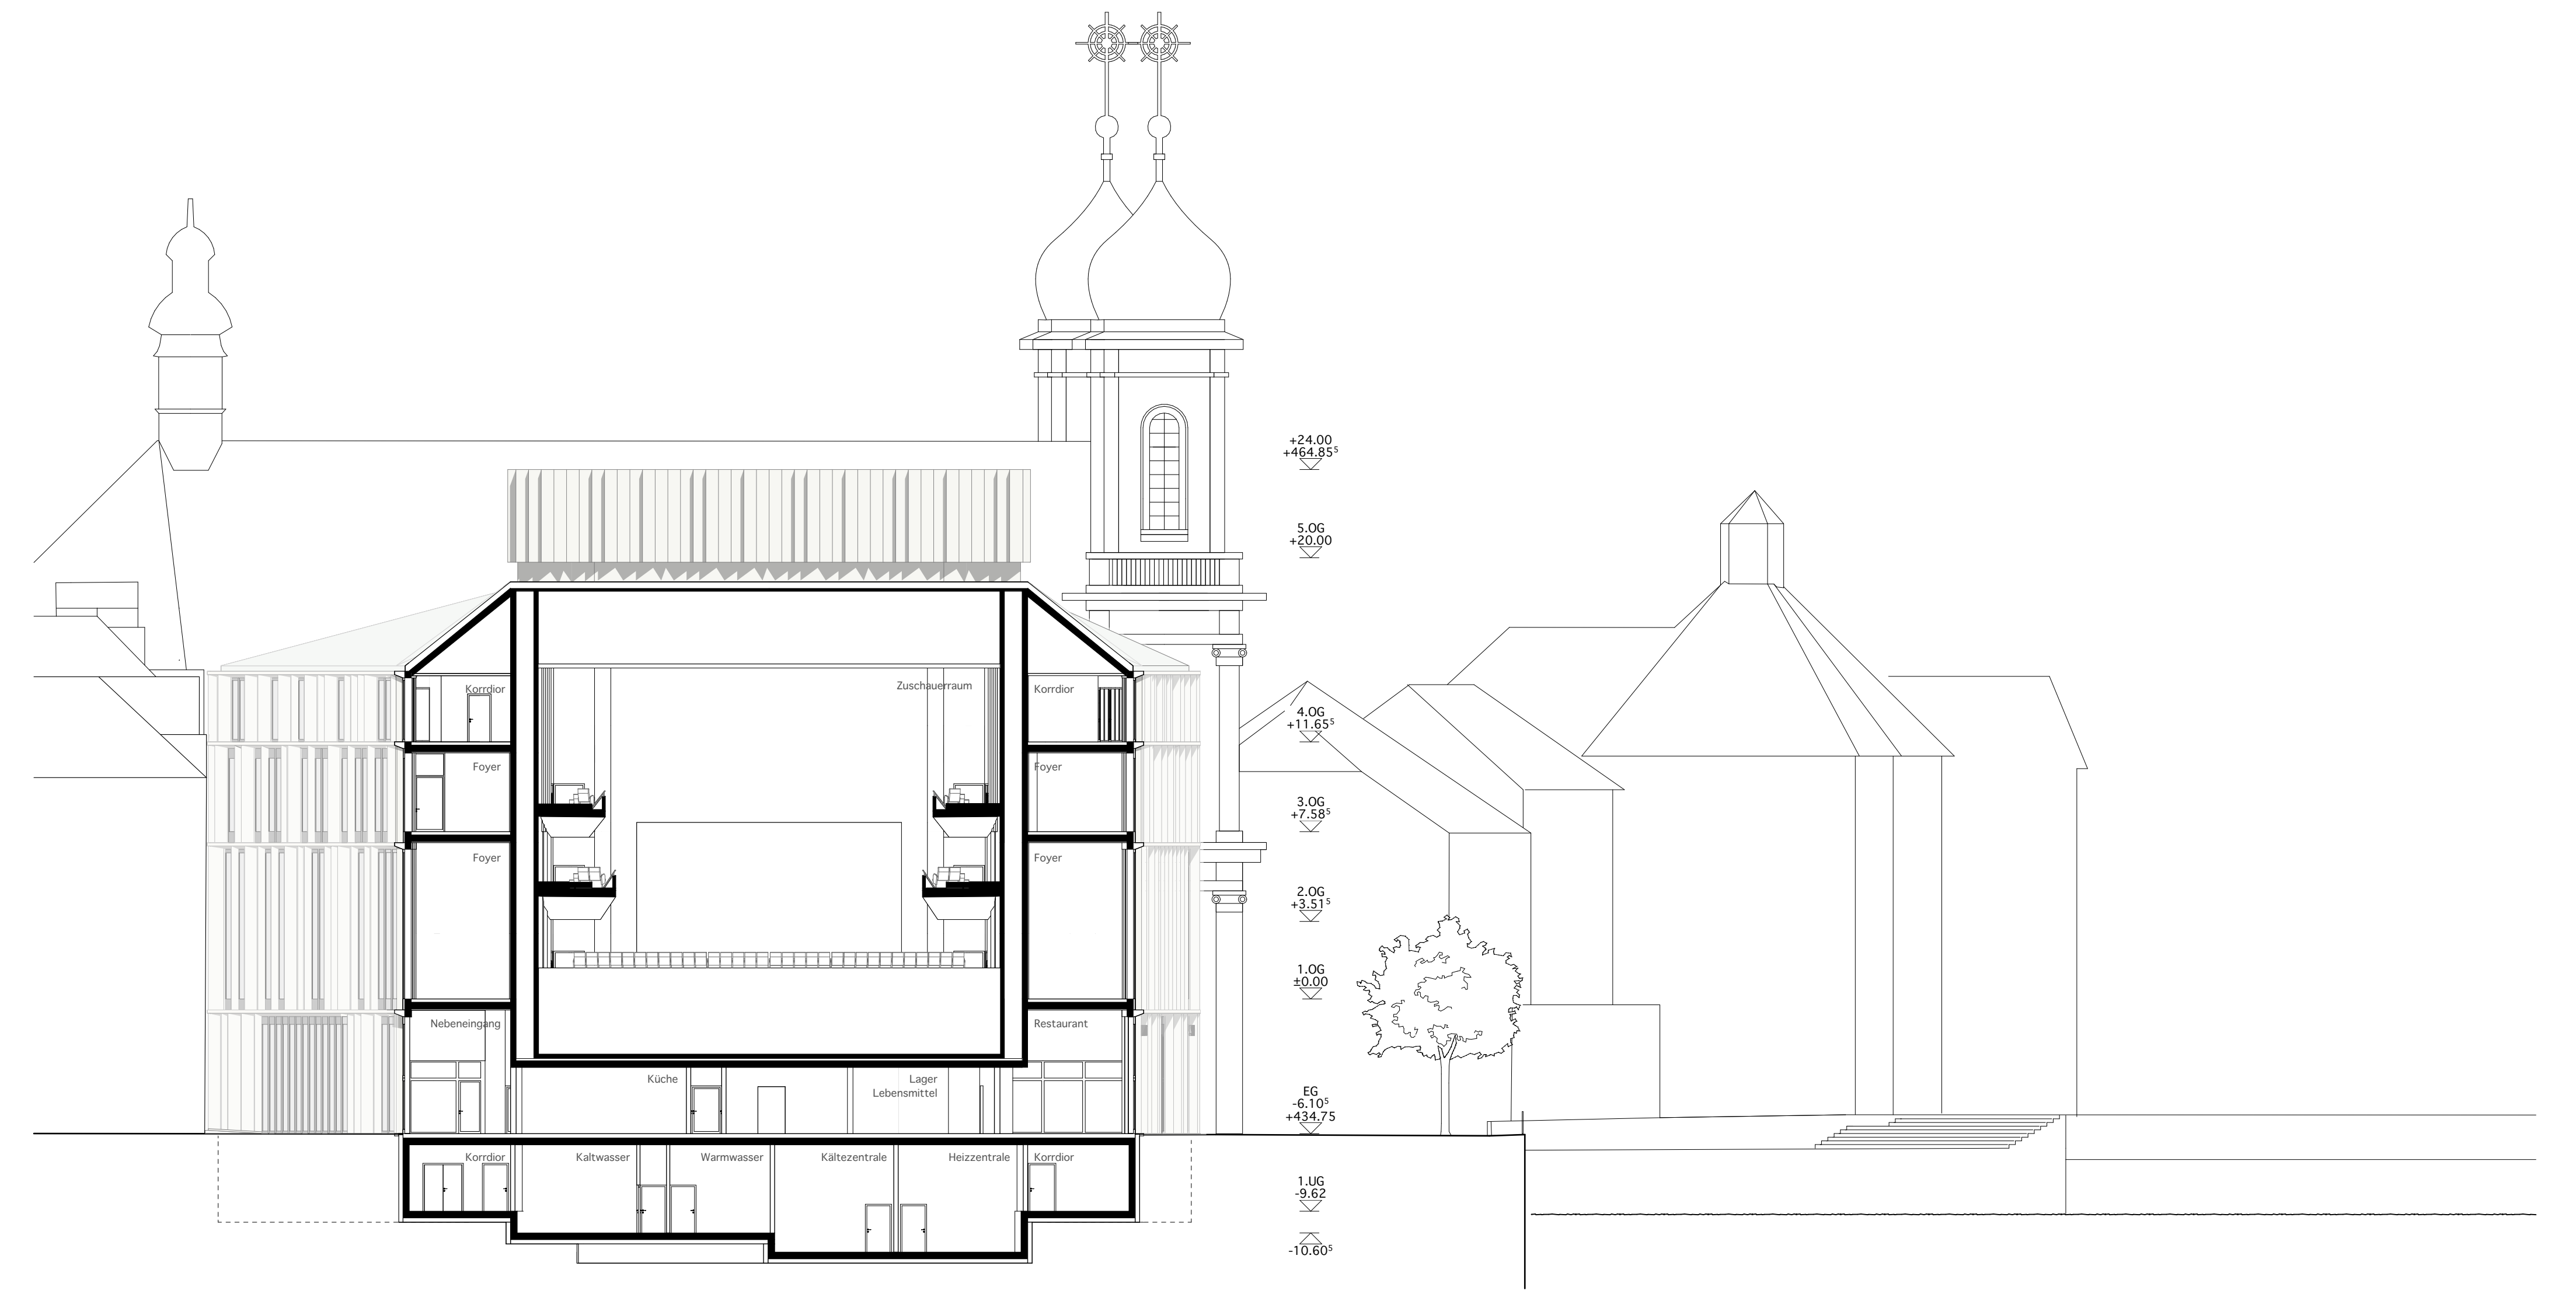 +24.00
+464.85⁵
5.OG
+20.00
Korrdior
Zuschauerraum
Korrdior
4.OG
+11.65⁵
Foyer
Foyer
3.OG
+7.58⁵
Foyer
Foyer
2.OG
+3.51⁵
1.OG
±0.00
Nebeneingang
Restaurant
Küche
Lager
Lebensmittel
EG
-6.10⁵
+434.75
Korrdior
Kaltwasser
Warmwasser
Kältezentrale
Heizzentrale
Korrdior
1.UG
-9.62
-10.60⁵